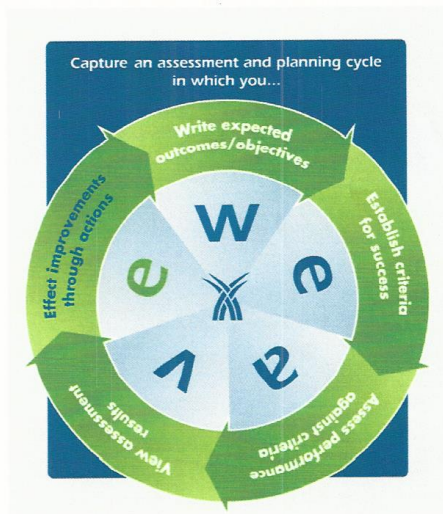 Capture an assessment and planning cycle
in which you...
Write expected
outcomes/objectives
Establish criteria
for success
Assess performance
against criteria
View assessment
results
Effect improvements
through actions
w
e
a
v
e